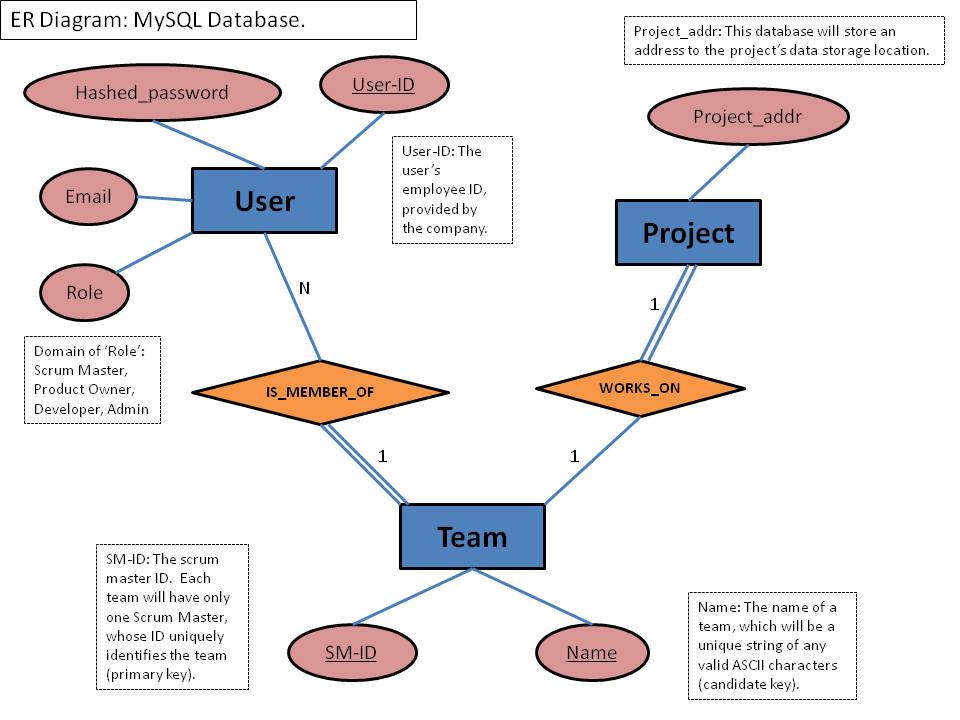 ER Diagram: MySQL Database.
Project_addr: This database will store an
address to the project's data storage location.
Hashed_password
User-ID
Project_addr
User-ID: The
user's
employee ID,
provided by
the company.
Email
User
Project
Role
N
1
Domain of 'Role':
Scrum Master,
Product Owner,
Developer, Admin
IS_MEMBER_OF
WORKS_ON
1
1
Team
SM-ID: The scrum
master ID.  Each
team will have only
one Scrum Master,
whose ID uniquely
identifies the team
(primary key).
SM-ID
Name
Name: The name of a
team, which will be a
unique string of any
valid ASCII characters
(candidate key).